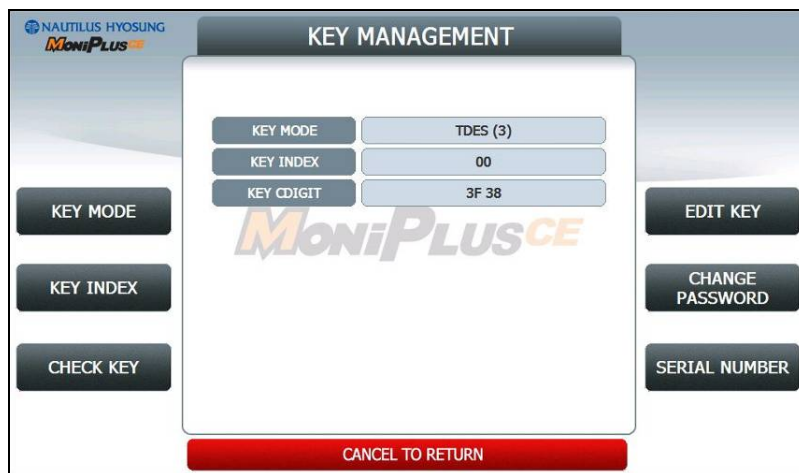 NAUTILUS HYOSUNG
MoniPlusCE
KEY MANAGEMENT
KEY MODE TDES (3)
KEY INDEX 00
KEY CDIGIT 3F 38
MoniPlusCE
KEY MODE
EDIT KEY
KEY INDEX
CHANGE
PASSWORD
CHECK KEY
SERIAL NUMBER
CANCEL TO RETURN